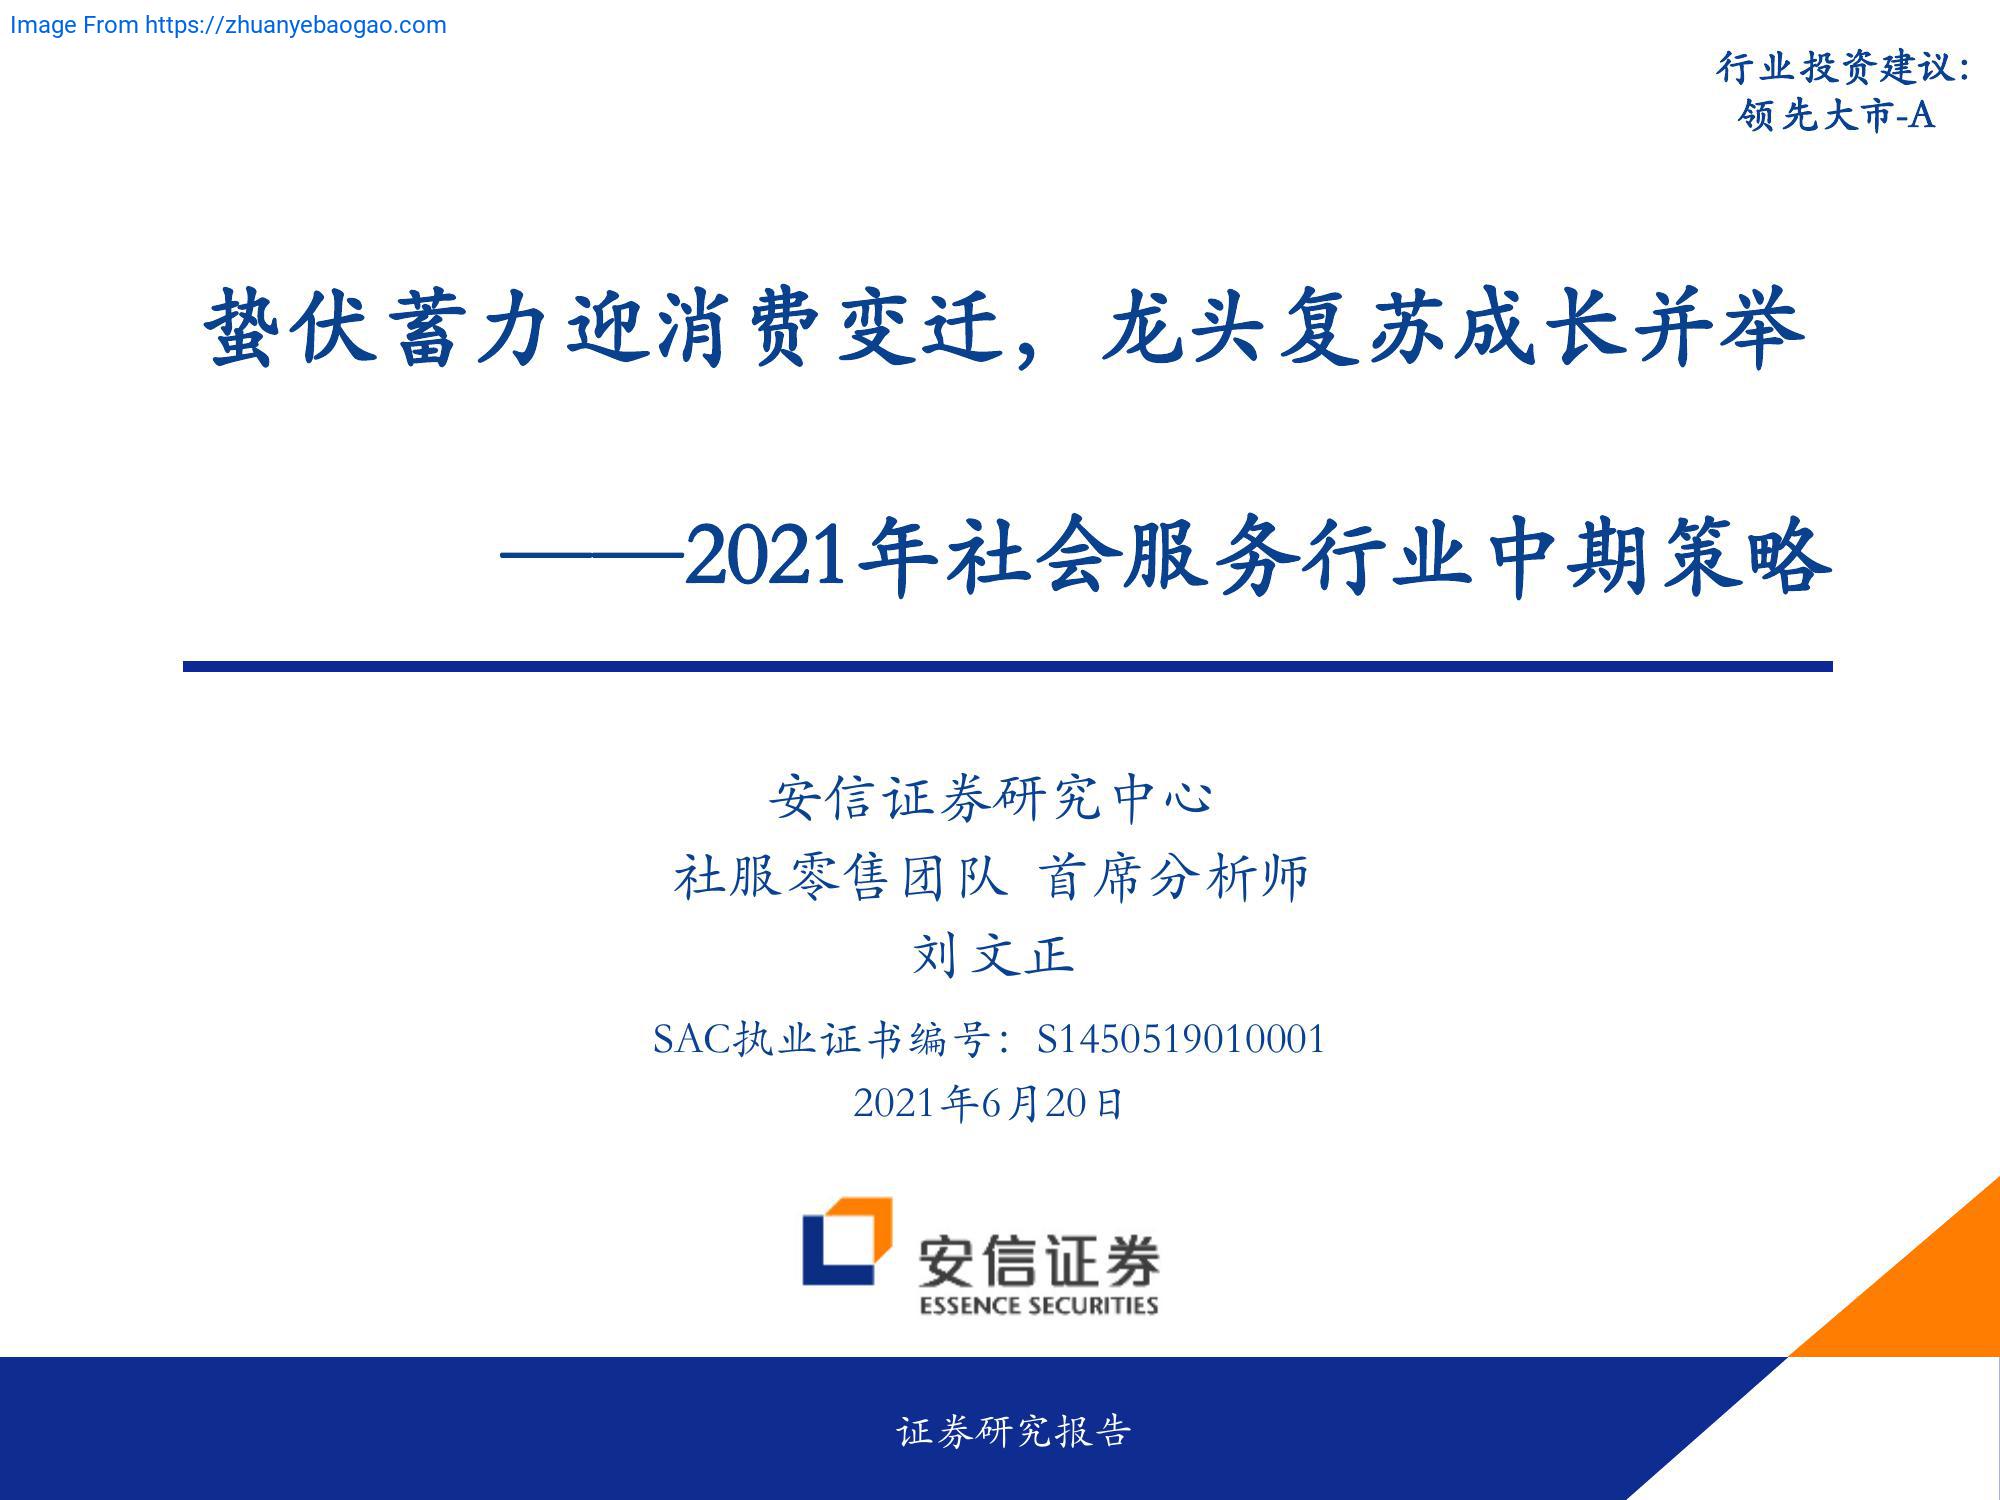 Image From https://zhuanyebaogao.com
行业投资建议：
领先大市-A
蛰伏蓄力迎消费变迁，龙头复苏成长并举
——2021年社会服务行业中期策略
安信证券研究中心
社服零售团队 首席分析师
刘文正
SAC执业证书编号：S1450519010001
2021年6月20日
安信证券
ESSENCE SECURITIES
证券研究报告